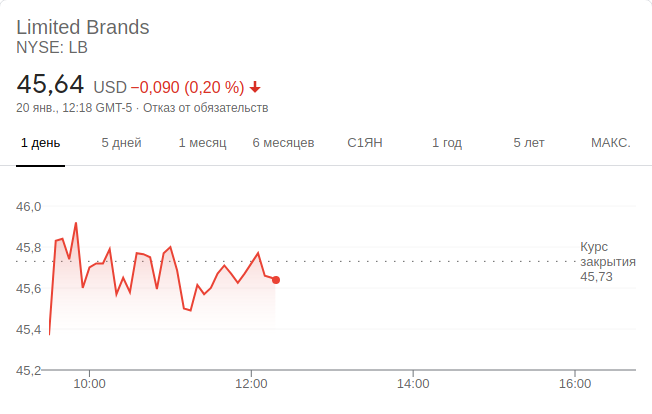 Limited Brands
NYSE: LB
45,64 USD −0,090 (0,20 %)
20 янв., 12:18 GMT-5 · Отказ от обязательств
1 день 5 дней 1 месяц 6 месяцев С1ЯН 1 год 5 лет МАКС.
46,0
45,8
Курс
закрытия
45,73
45,6
45,4
45,2
10:00 12:00 14:00 16:00